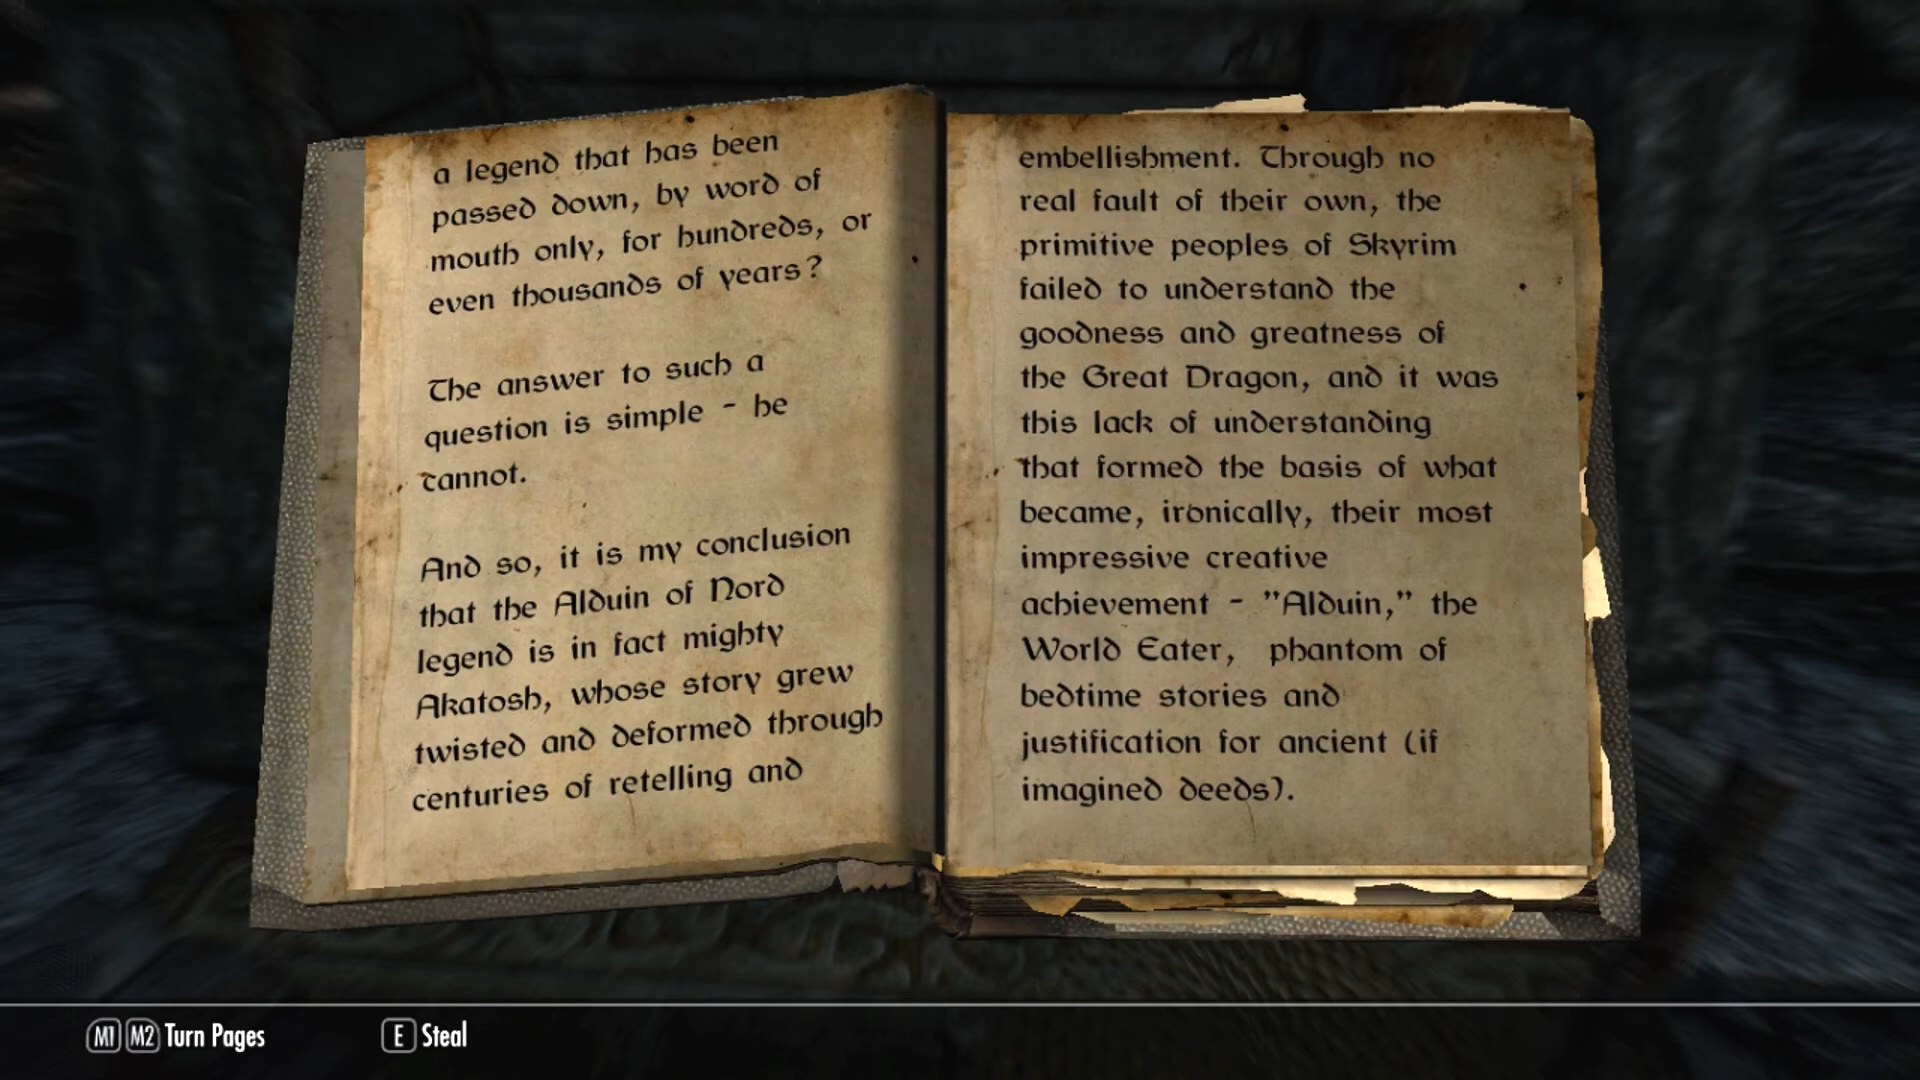 a legend that has been
passed down, by word of
mouth only, for hundreds, or
even thousands of years?
The answer to such a
question is simple - he
cannot.
And so, it is my conclusion
that the Alduin of Nord
legend is in fact mighty
Akatosh, whose story grew
twisted and deformed through
centuries of retelling and
embellishment. Through no
real fault of their own, the
primitive peoples of Skyrim
failed to understand the
goodness and greatness of
the Great Dragon, and it was
this lack of understanding
that formed the basis of what
became, ironically, their most
impressive creative
achievement - "Alduin," the
World Eater, phantom of
bedtime stories and
justification for ancient (if
imagined deeds).
M1 M2 Turn Pages
E Steal